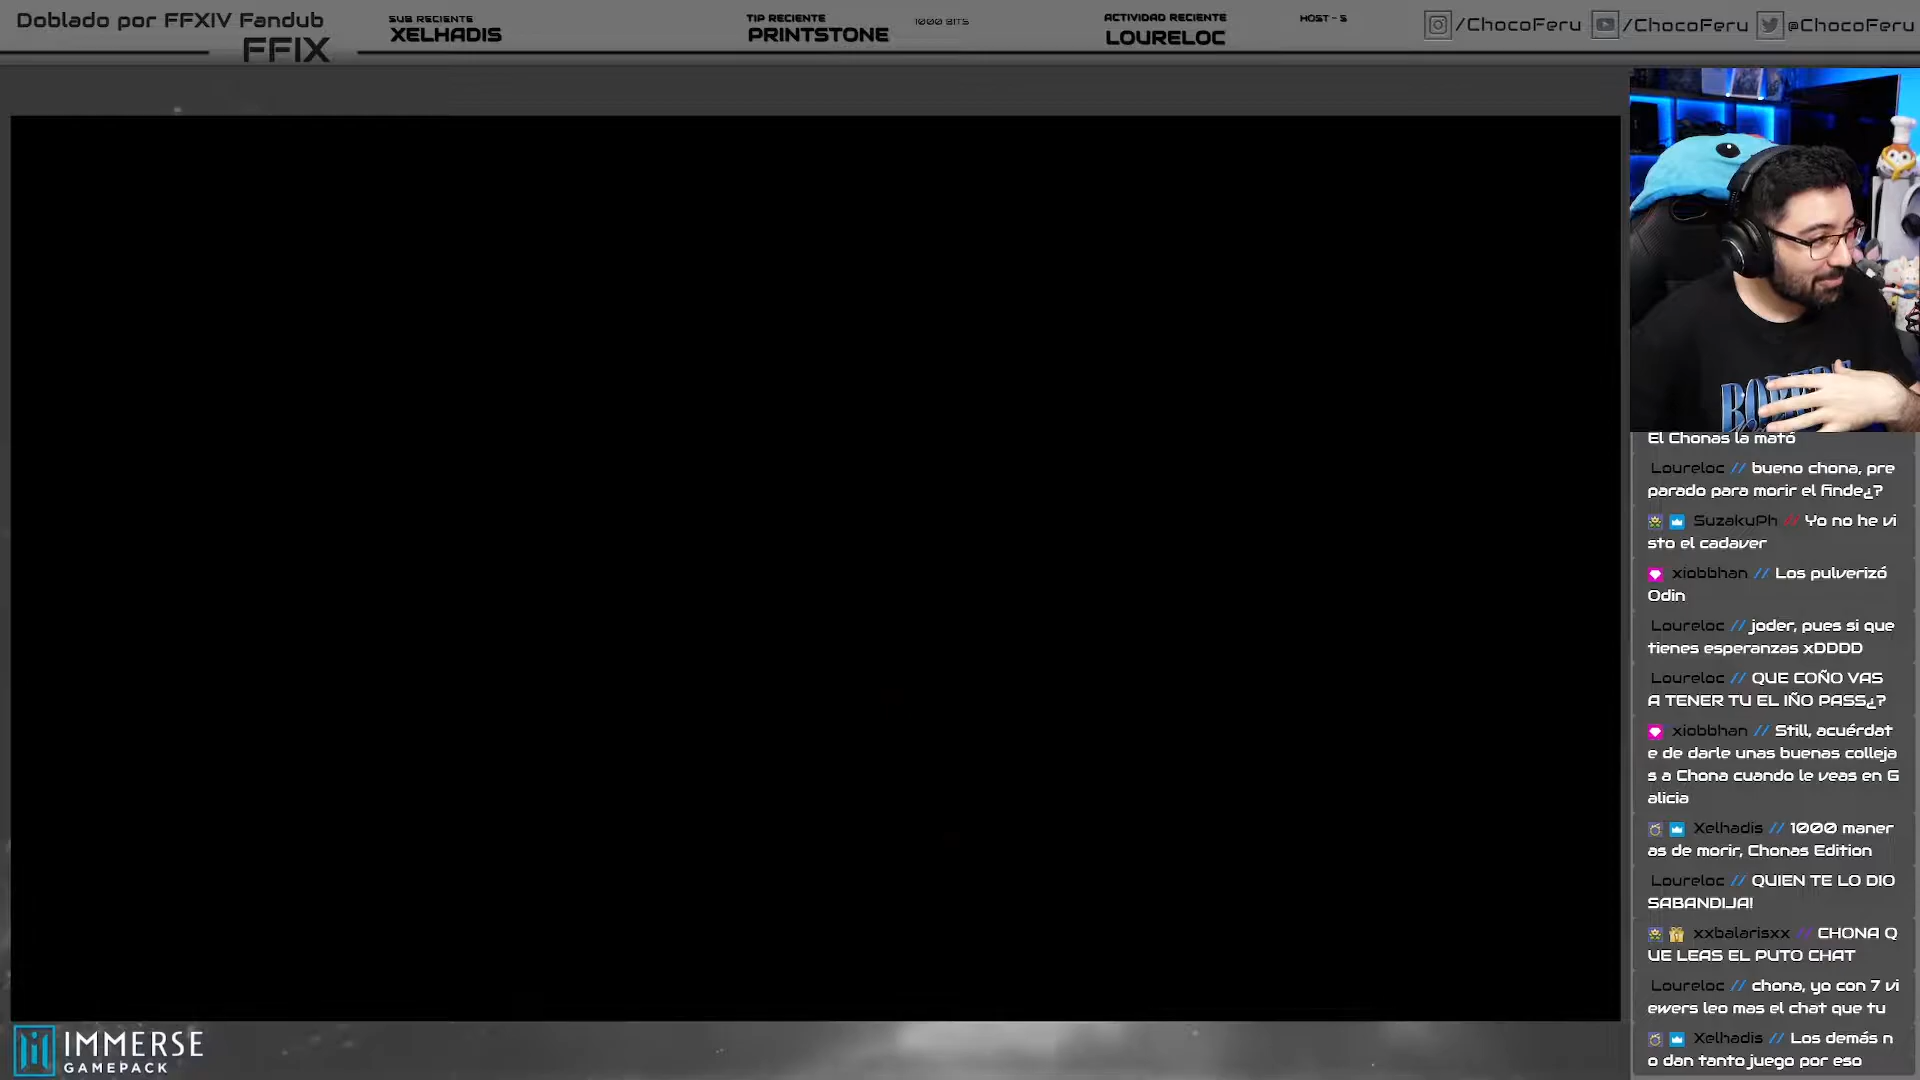 Doblado por FFXIV Fandub
FFIX
SUB RECIENTE
XELHADIS
TIP RECIENTE
PRINTSTONE
1000 BITS
ACTIVIDAD RECIENTE
LOURELOC
HOST - 5
/ChocoFeru
/ChocoFeru
@ChocoFeru
El Chonas la mató
Loureloc // bueno chona, pre
parado para morir el finde¿?
SuzakuPh // Yo no he vi
sto el cadaver
xiobbhan // Los pulverizó
Odin
Loureloc // joder, pues si que
tienes esperanzas xDDDD
Loureloc // QUE COÑO VAS
A TENER TU EL IÑO PASS¿?
xiobbhan // Still, acuérdat
e de darle unas buenas colleja
s a Chona cuando le veas en G
alicia
Xelhadis // 1000 maner
as de morir, Chonas Edition
Loureloc // QUIEN TE LO DIO
SABANDIJA!
xxbalarisxx // CHONA Q
UE LEAS EL PUTO CHAT
Loureloc // chona, yo con 7 vi
ewers leo mas el chat que tu
Xelhadis // Los demás n
o dan tanto juego por eso
IMMERSE
GAMEPACK